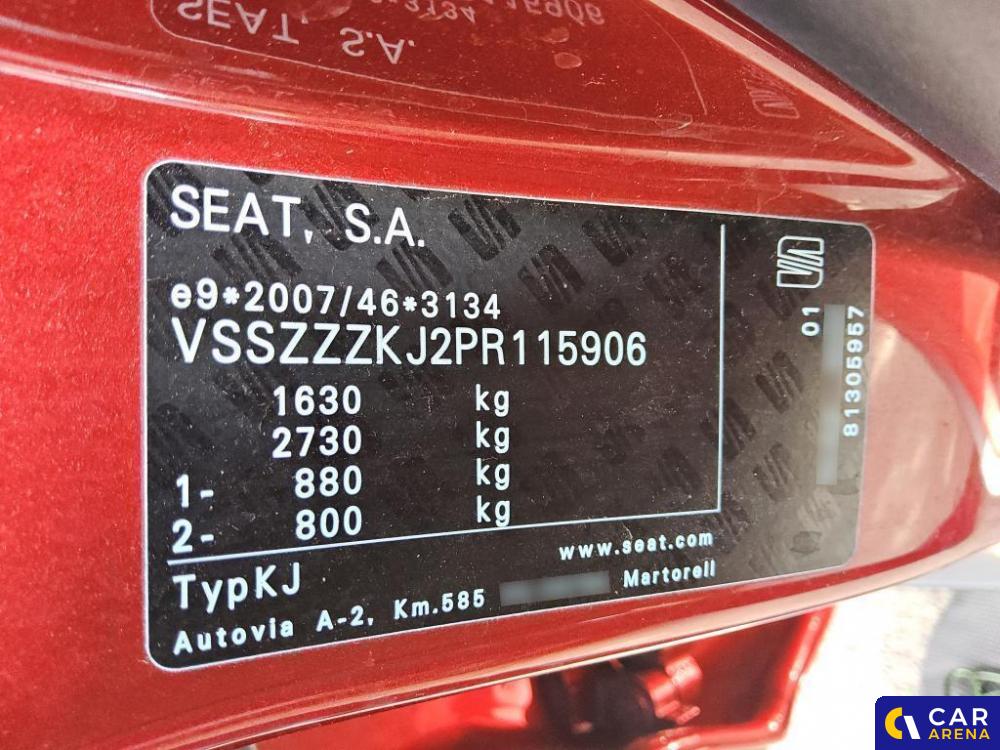 SEAT, S.A.
e9*2007/46*3134
VSSZZZKJ2PR115906
1630 kg
2730 kg
1- 880 kg
2- 800 kg
www.seat.com
TypKJ
Autovia A-2, Km.585 Martorell
01
81305957
SEAT S.A.
CAR
ARENA